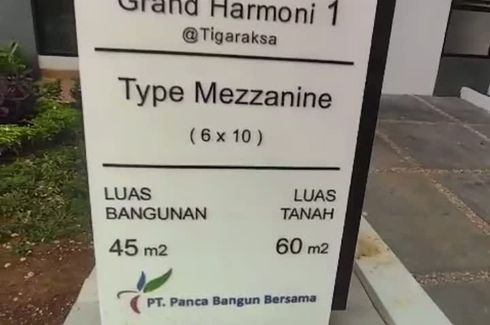 Grand Harmoni 1
@Tigaraksa
Type Mezzanine
( 6 x 10 )
LUAS BANGUNAN
45 m2
LUAS TANAH
60 m2
PT. Panca Bangun Bersama